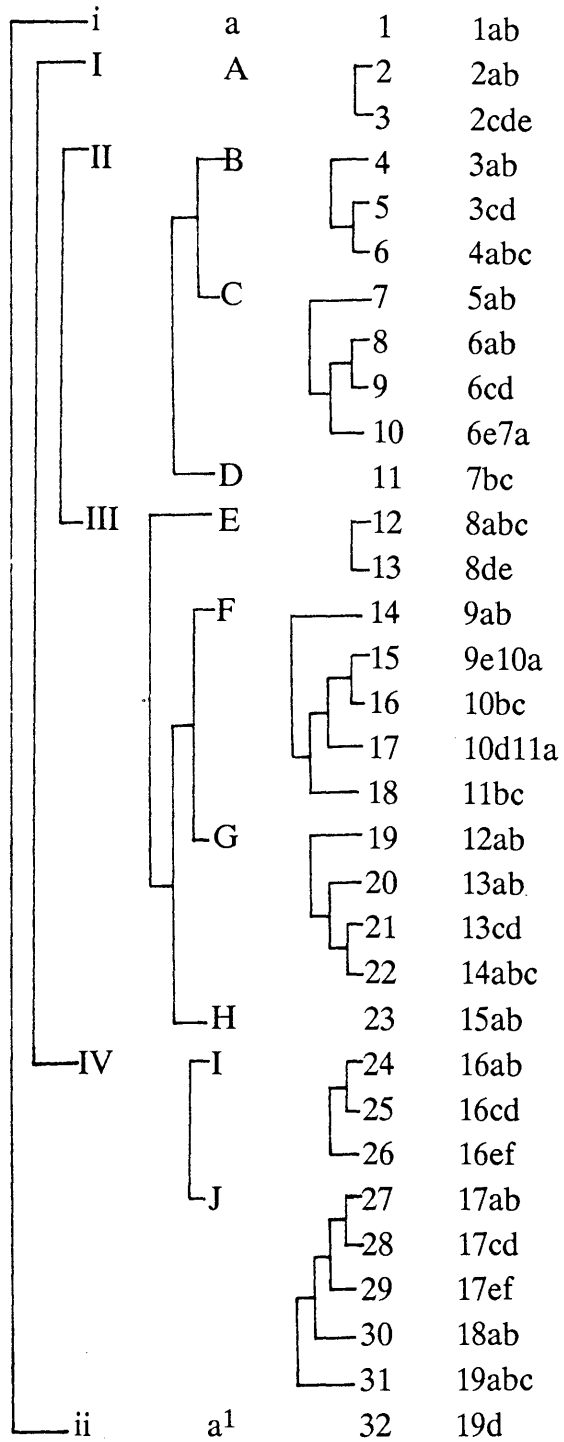 i a 1 1ab
I A 2 2ab
3 2cde
II B 4 3ab
5 3cd
6 4abc
C 7 5ab
8 6ab
9 6cd
10 6e7a
D 11 7bc
III E 12 8abc
13 8de
F 14 9ab
15 9e10a
16 10bc
17 10d11a
18 11bc
G 19 12ab
20 13ab
21 13cd
22 14abc
H 23 15ab
IV I 24 16ab
25 16cd
26 16ef
J 27 17ab
28 17cd
29 17ef
30 18ab
31 19abc
ii a¹ 32 19d